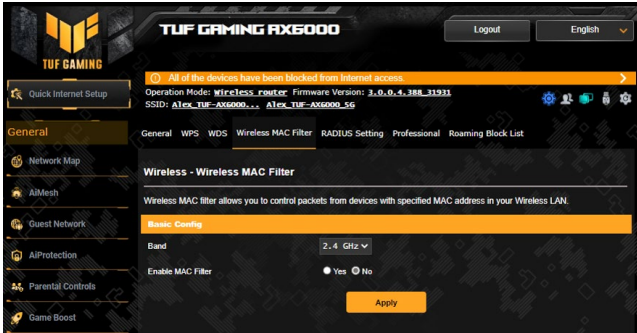 TUF GAMING AX6000
Logout
English
TUF GAMING
All of the devices have been blocked from Internet access.
Quick Internet Setup
Operation Mode: Wireless router Firmware Version: 3.0.0.4.388_31931
SSID: Alex_TUF-AX6000... Alex_TUF-AX6000_5G
General
General WPS WDS Wireless MAC Filter RADIUS Setting Professional Roaming Block List
Network Map
Wireless - Wireless MAC Filter
AiMesh
Wireless MAC filter allows you to control packets from devices with specified MAC address in your Wireless LAN.
Guest Network
Basic Config
Band 2.4 GHz
AiProtection
Enable MAC Filter Yes No
Parental Controls
Apply
Game Boost